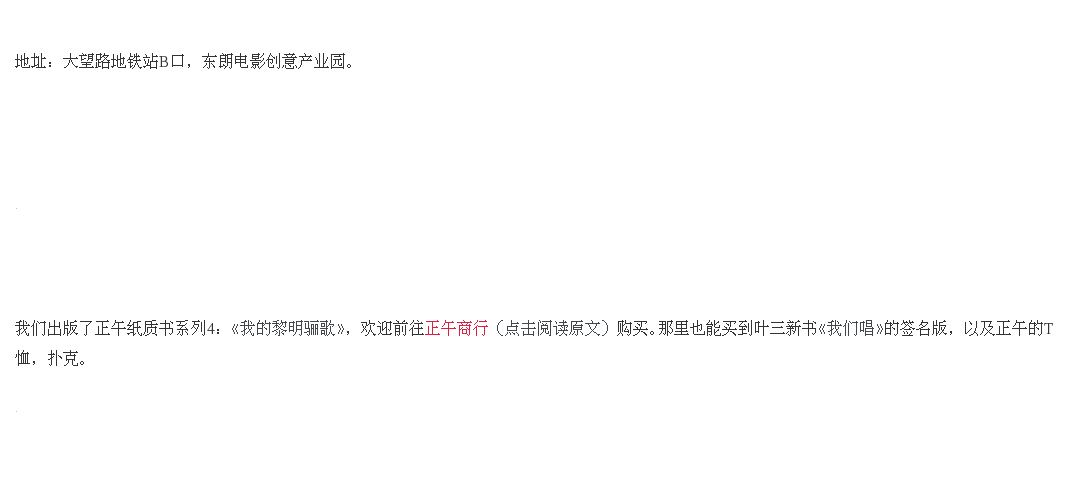 地址：大望路地铁站B口，东朗电影创意产业园。
我们出版了正午纸质书系列4：《我的黎明骊歌》，欢迎前往正午商行（点击阅读原文）购买。那里也能买到叶三新书《我们唱》的签名版，以及正午的T
恤，扑克。